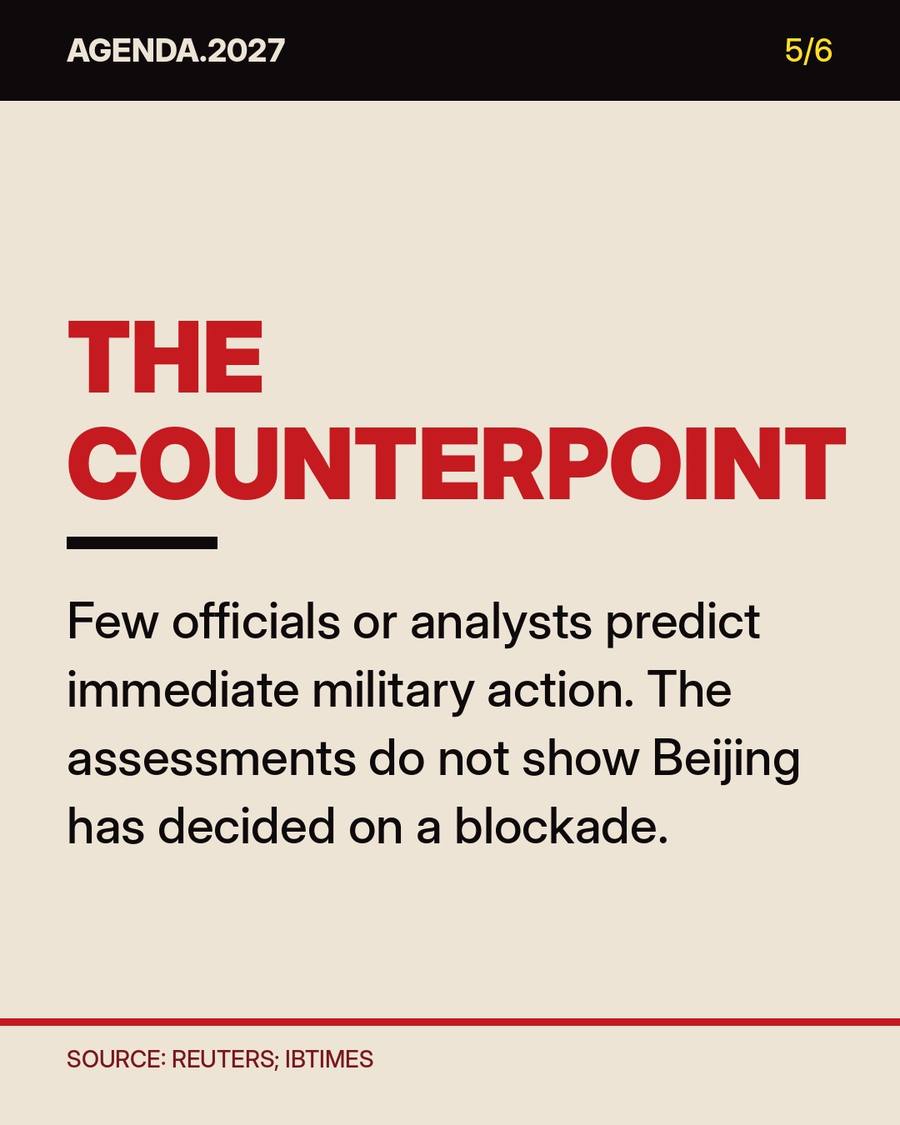 AGENDA.2027
5/6
THE
COUNTERPOINT
Few officials or analysts predict
immediate military action. The
assessments do not show Beijing
has decided on a blockade.
SOURCE: REUTERS; IBTIMES